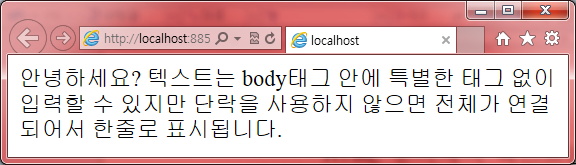 http://localhost:885
localhost
안녕하세요? 텍스트는 body태그 안에 특별한 태그 없이
입력할 수 있지만 단락을 사용하지 않으면 전체가 연결
되어서 한줄로 표시됩니다.